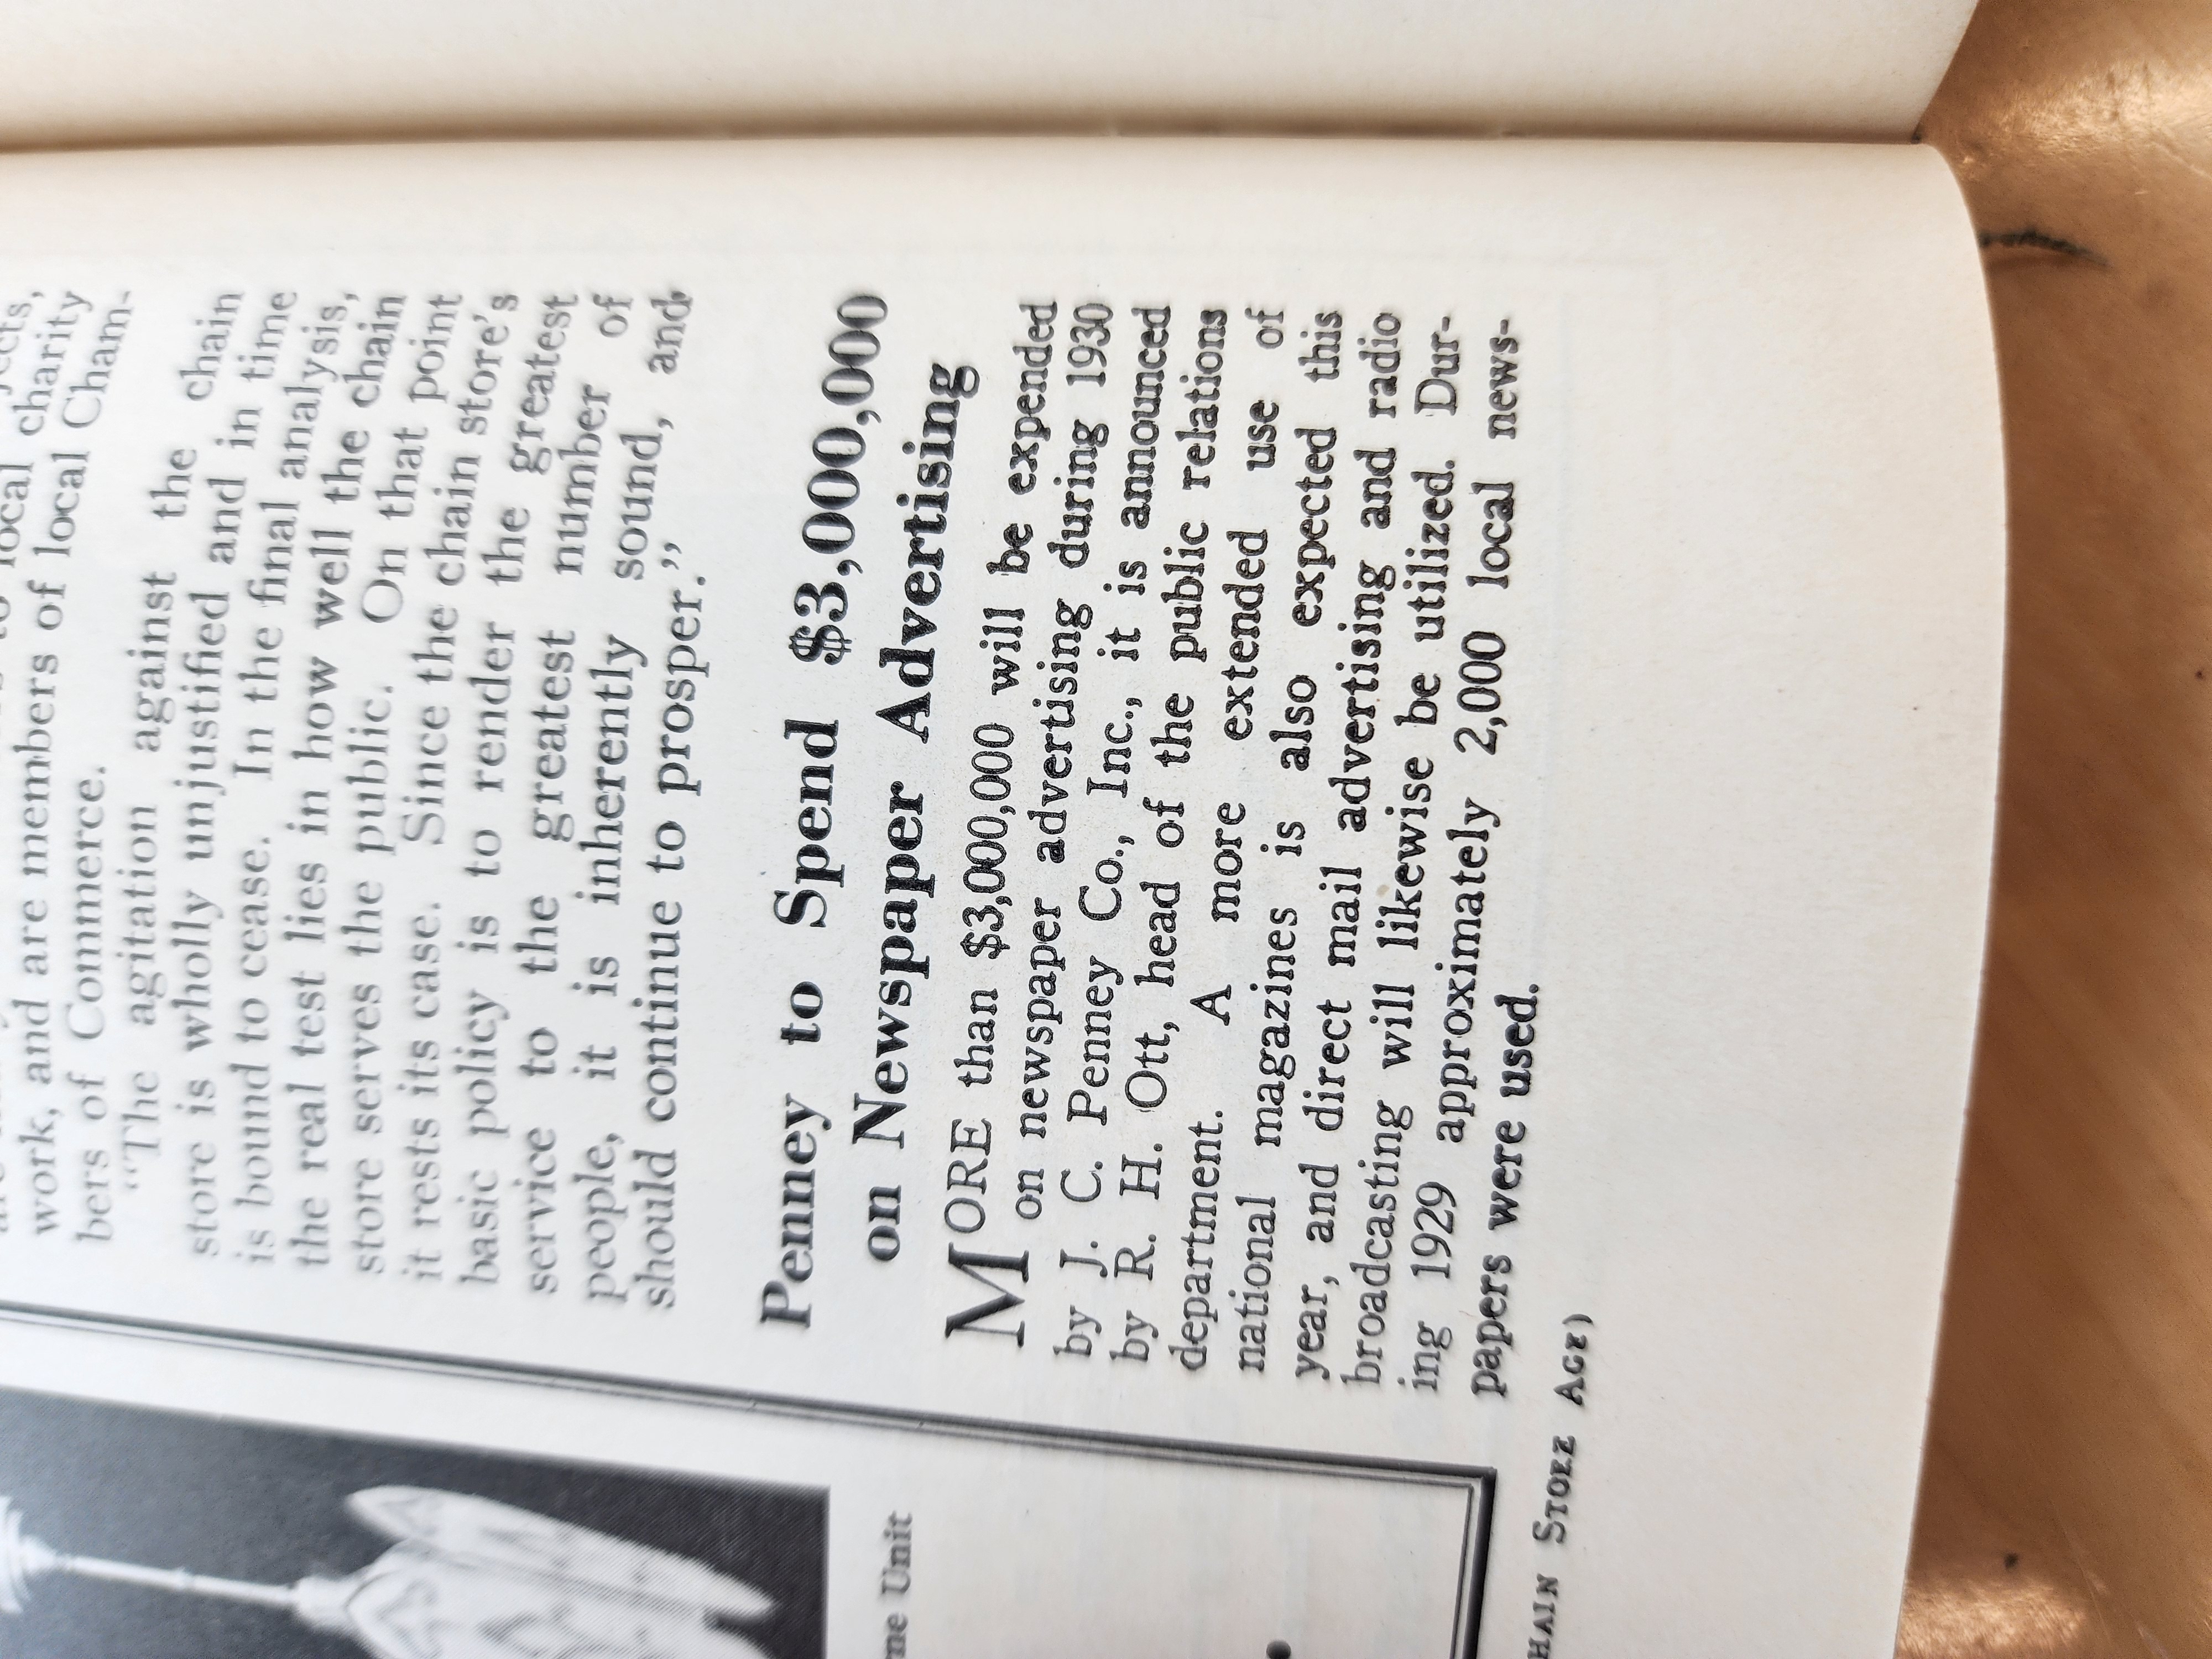 local charity
work, and are members of local Cham-
bers of Commerce.
“The agitation against the chain
store is wholly unjustified and in time
is bound to cease. In the final analysis,
the real test lies in how well the chain
store serves the public. On that point
it rests its case. Since the chain store’s
basic policy is to render the greatest
service to the greatest number of
people, it is inherently sound, and
should continue to prosper.”
Penney to Spend $3,000,000
on Newspaper Advertising
MORE than $3,000,000 will be expended
on newspaper advertising during 1930
by J. C. Penney Co., Inc., it is announced
by R. H. Ott, head of the public relations
department. A more extended use of
national magazines is also expected this
year, and direct mail advertising and radio
broadcasting will likewise be utilized. Dur-
ing 1929 approximately 2,000 local news-
papers were used.
Unit
STORE AGE)